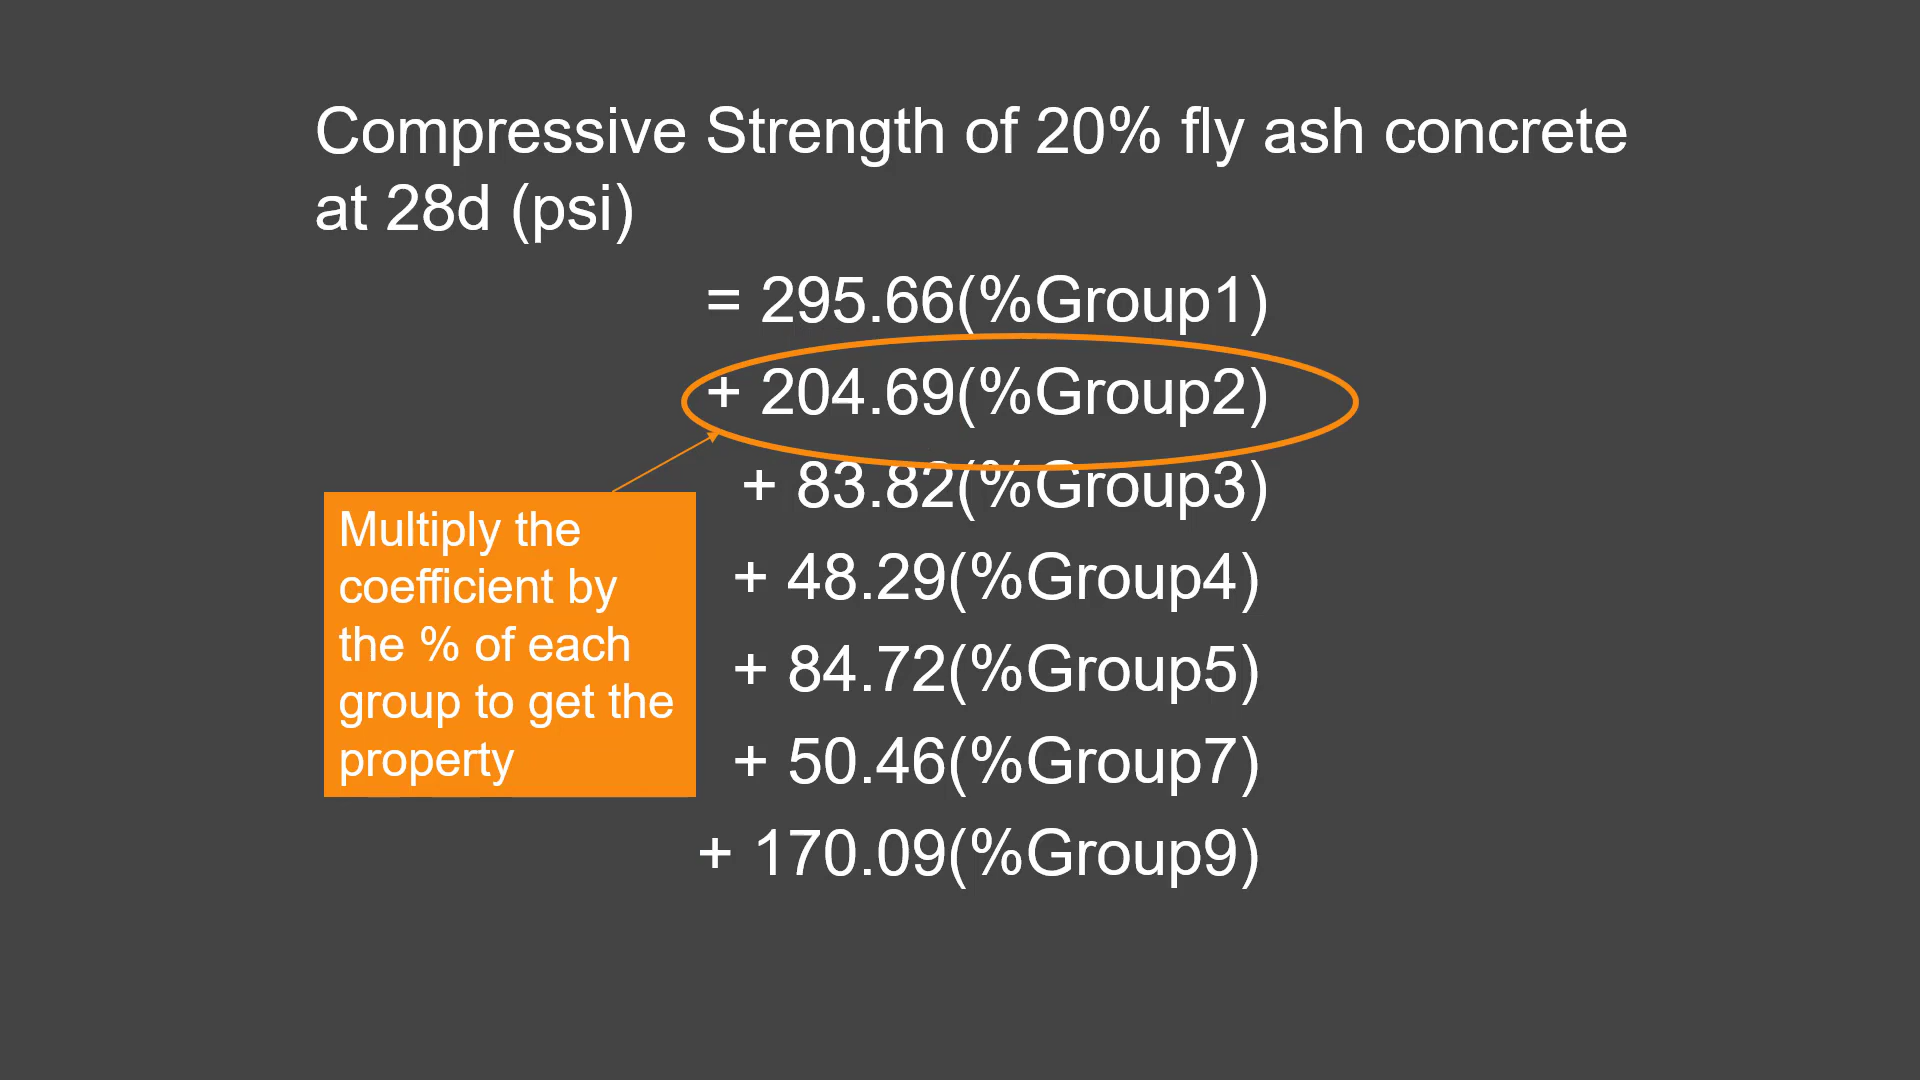 Compressive Strength of 20% fly ash concrete
at 28d (psi)
= 295.66(%Group1)
+ 204.69(%Group2)
+ 83.82(%Group3)
+ 48.29(%Group4)
+ 84.72(%Group5)
+ 50.46(%Group7)
+ 170.09(%Group9)
Multiply the
coefficient by
the % of each
group to get the
property